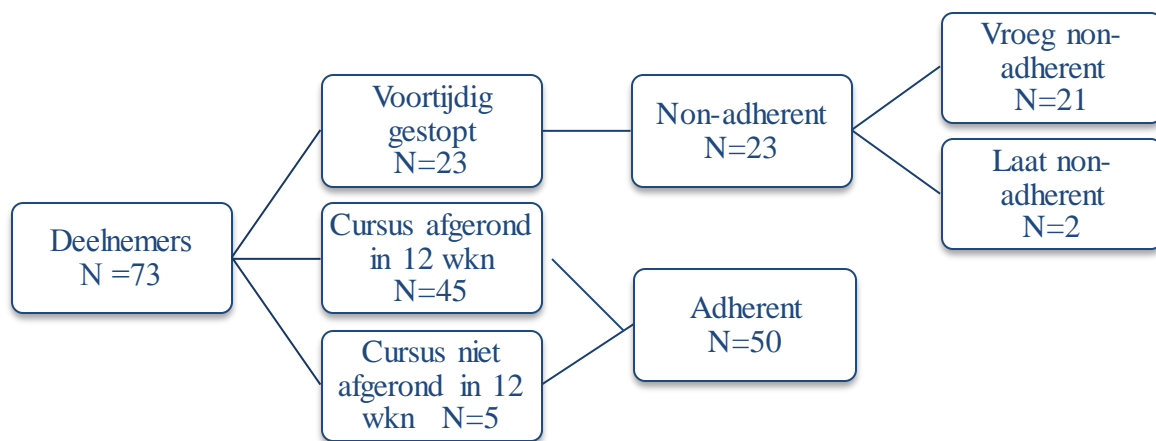 Deelnemers
N =73
Voortijdig
gestopt
N=23
Cursus afgerond
in 12 wkn
N=45
Cursus niet
afgerond in 12
wkn N=5
Non-adherent
N=23
Adherent
N=50
Vroeg non-
adherent
N=21
Laat non-
adherent
N=2